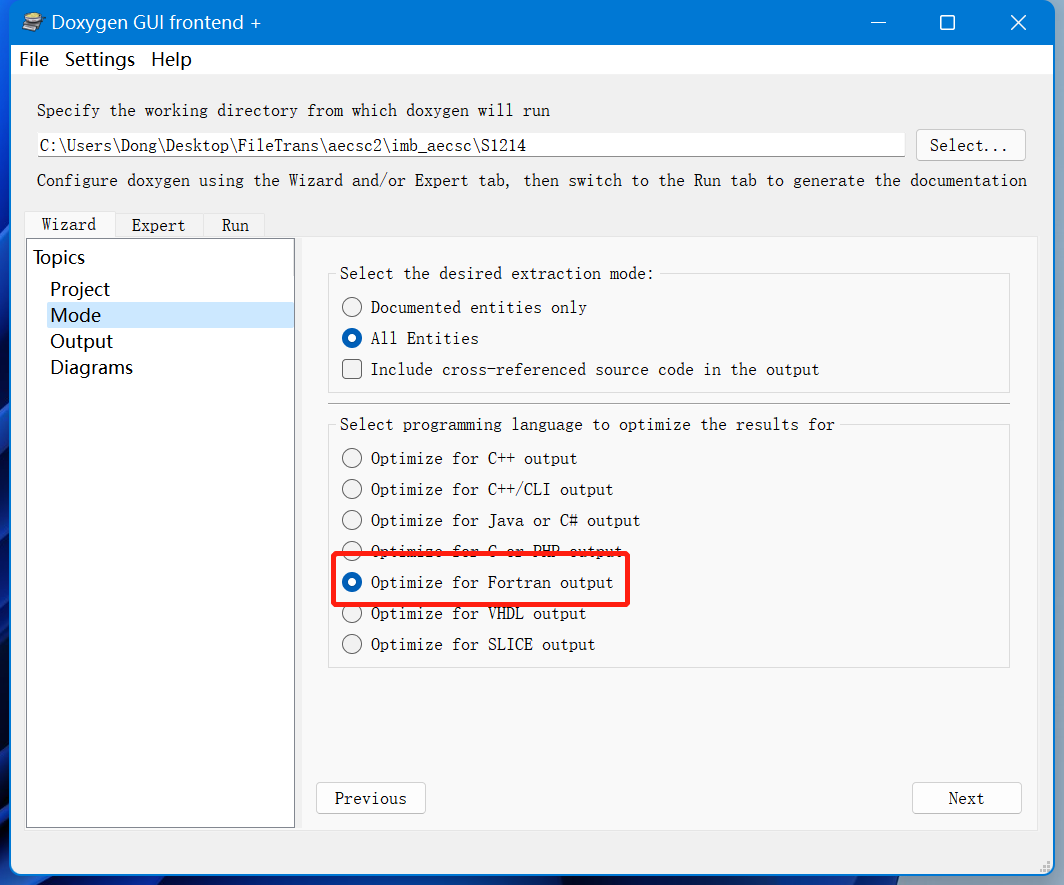 Doxygen GUI frontend +
File Settings Help
Specify the working directory from which doxygen will run
C:\Users\Dong\Desktop\FileTrans\aecsc2\imb_aecsc\S1214
Select...
Configure doxygen using the Wizard and/or Expert tab, then switch to the Run tab to generate the documentation
Wizard Expert Run
Topics
Project
Mode
Output
Diagrams
Select the desired extraction mode:
Documented entities only
All Entities
Include cross-referenced source code in the output
Select programming language to optimize the results for
Optimize for C++ output
Optimize for C++/CLI output
Optimize for Java or C# output
Optimize for C or PHP output
Optimize for Fortran output
Optimize for VHDL output
Optimize for SLICE output
Previous
Next